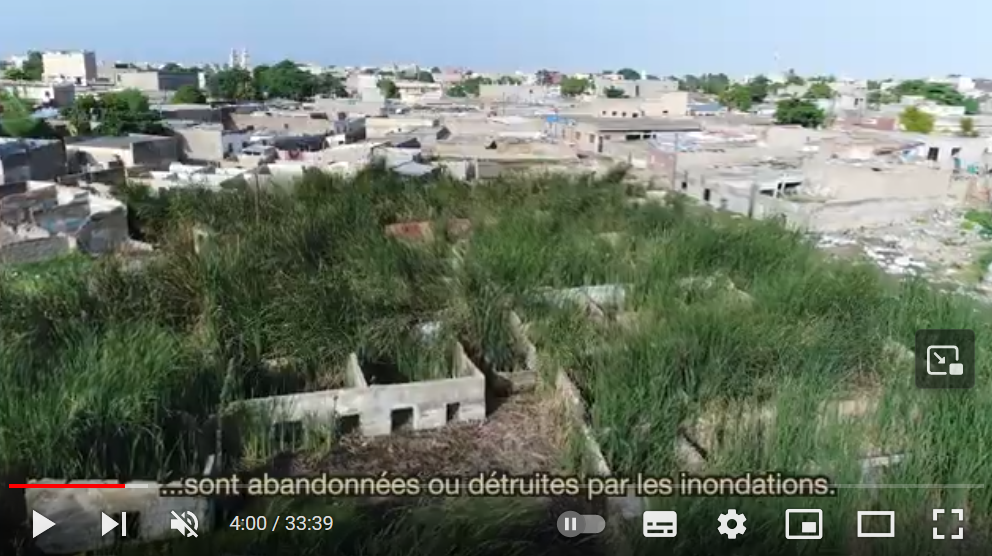 ...sont abandonnées ou détruites par les inondations.
4:00 / 33:39